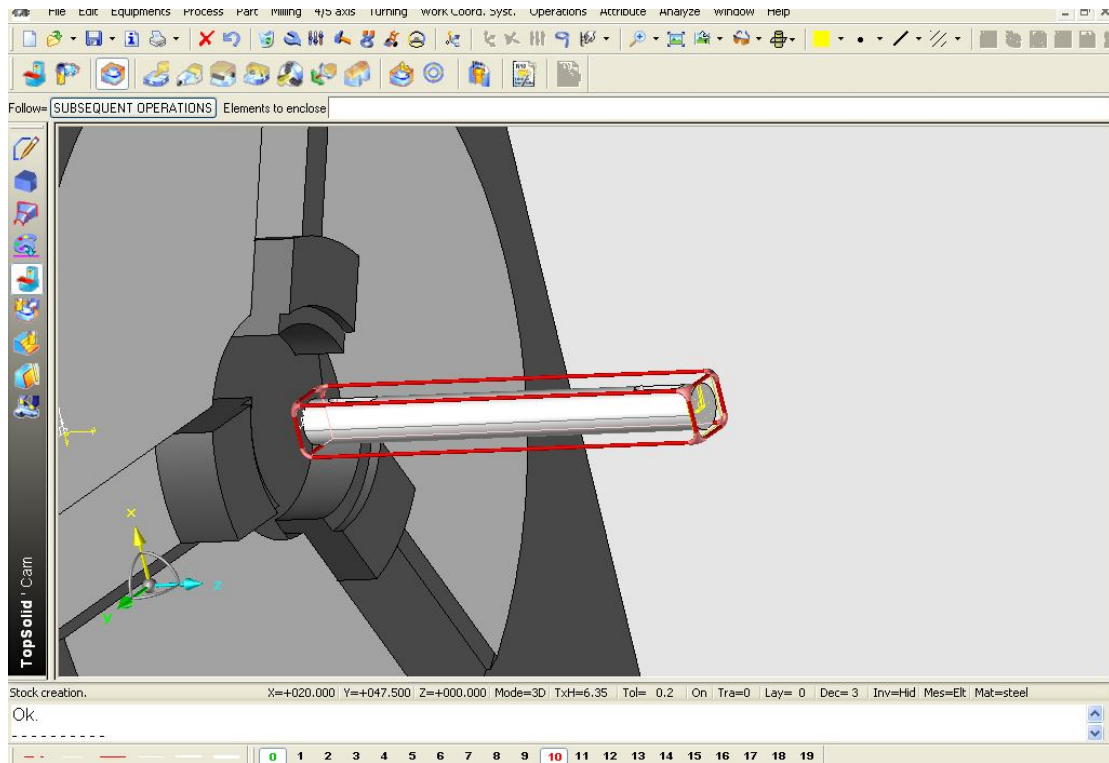 File Edit Equipments Process Part Milling 4/5 axis Turning Work Coord. Syst. Operations Attribute Analyze Window Help
Follow= SUBSEQUENT OPERATIONS Elements to enclose
x
z
y
TopSolid'Cam
Stock creation. X=+020.000 Y=+047.500 Z=+000.000 Mode=3D TxH=6.35 Tol= 0.2 On Tra=0 Lay= 0 Dec= 3 Inv=Hid Mes=Elt Mat=steel
Ok.
----------
0 1 2 3 4 5 6 7 8 9 10 11 12 13 14 15 16 17 18 19